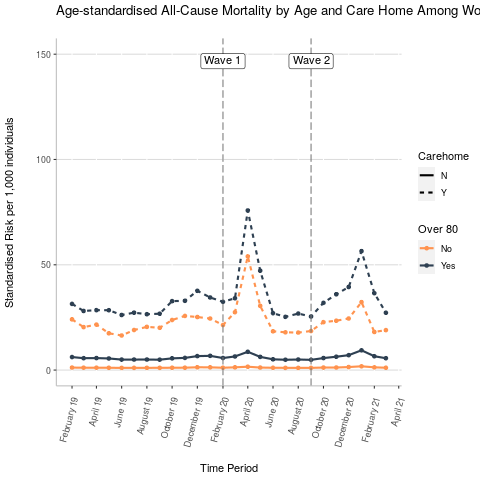 Age-standardised All-Cause Mortality by Age and Care Home Among Wo
Standardised Risk per 1,000 individuals
150
100
50
0
Wave 1
Wave 2
February 19
April 19
June 19
August 19
October 19
December 19
February 20
April 20
June 20
August 20
October 20
December 20
February 21
April 21
Time Period
Carehome
N
Y
Over 80
No
Yes